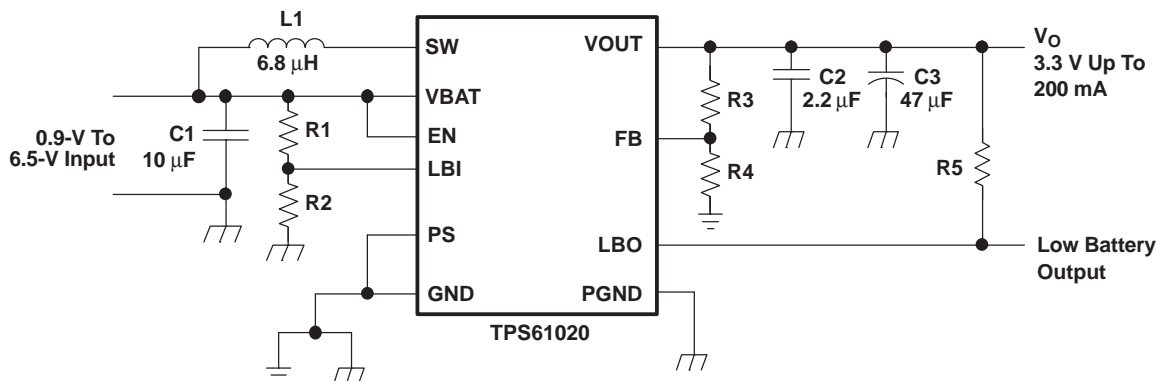 L1
6.8 µH
SW
VOUT
VO
3.3 V Up To
200 mA
C2
2.2 µF
C3
47 µF
VBAT
R3
0.9-V To
6.5-V Input
C1
10 µF
R1
EN
FB
LBI
R4
R5
R2
PS
LBO
Low Battery
Output
GND
PGND
TPS61020